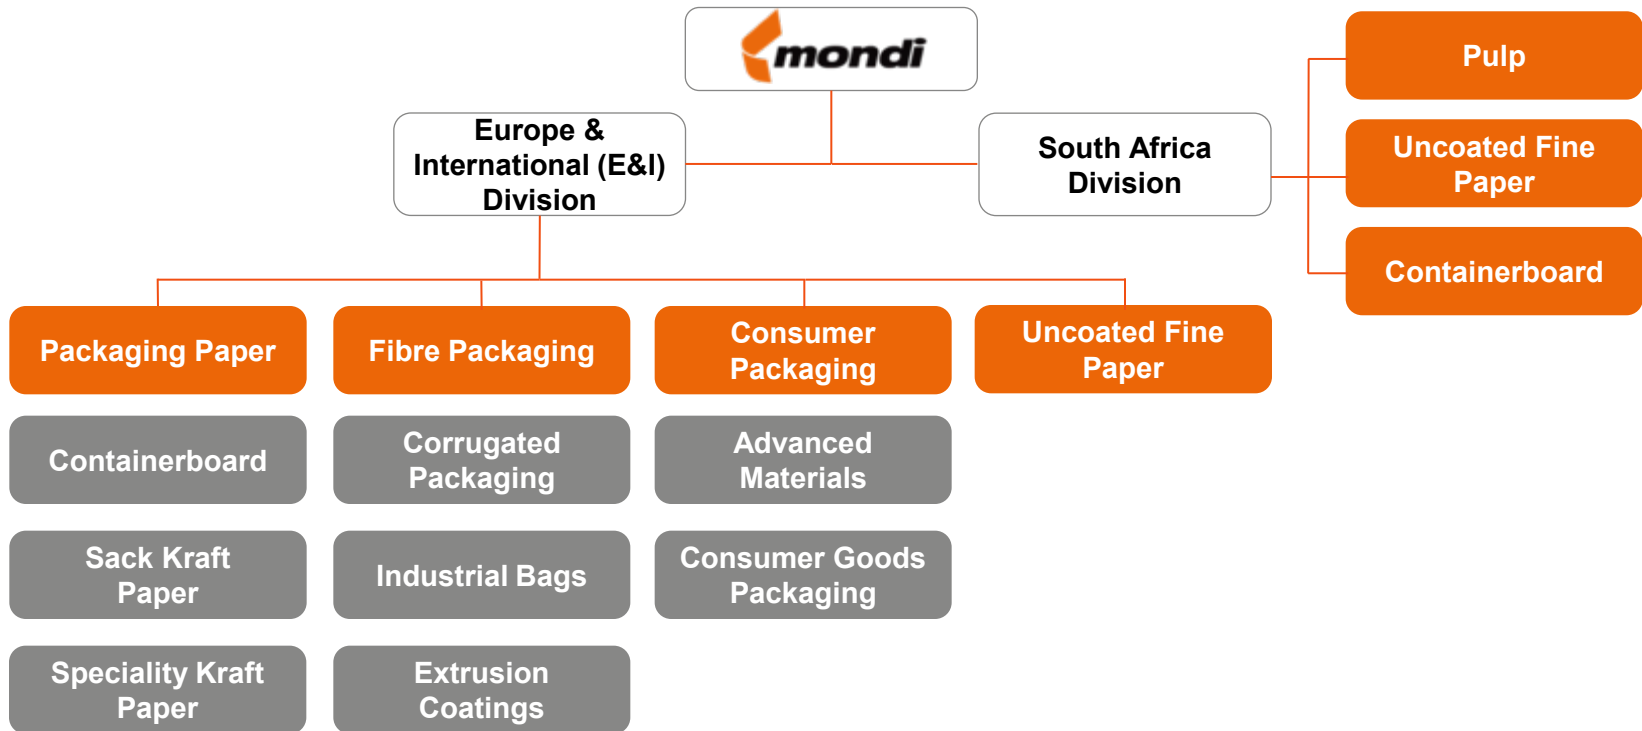 mondi
Europe &
International (E&I)
Division
South Africa
Division
Pulp
Uncoated Fine
Paper
Containerboard
Packaging Paper
Fibre Packaging
Consumer
Packaging
Uncoated Fine
Paper
Containerboard
Corrugated
Packaging
Advanced
Materials
Sack Kraft
Paper
Industrial Bags
Consumer Goods
Packaging
Speciality Kraft
Paper
Extrusion
Coatings